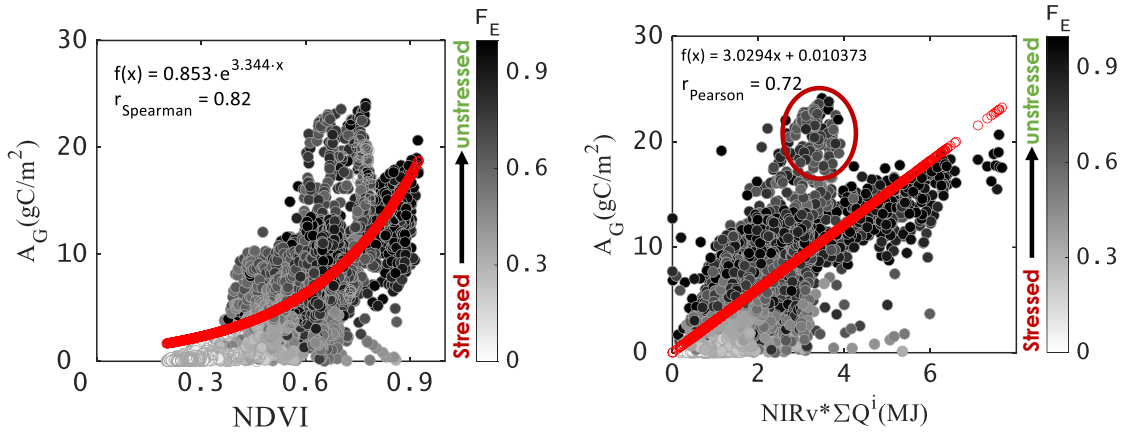 30
20
10
0
A_G(gC/m²)
f(x) = 0.853·e^3.344·x
r_Spearman = 0.82
0
0.3
0.6
0.9
NDVI
Stressed
unstressed
F_E
0.9
0.6
0.3
0
30
20
10
0
A_G(gC/m²)
f(x) = 3.0294x + 0.010373
r_Pearson = 0.72
0
2
4
6
NIRv*ΣQ^i(MJ)
Stressed
unstressed
F_E
0.9
0.6
0.3
0